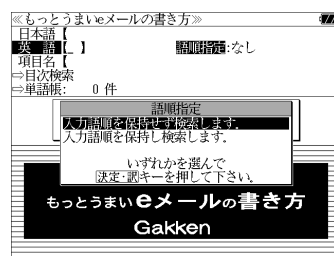 ≪もっとうまいeメールの書き方≫
日本語【
英　語【_　】　語順指定:なし
項目名【
⇨目次検索
⇨単語帳:　0 件
語順指定
入力語順を保持せず検索します。
入力語順を保持し検索します。
いずれかを選んで
決定・訳キーを押して下さい。
もっとうまいeメールの書き方
Gakken